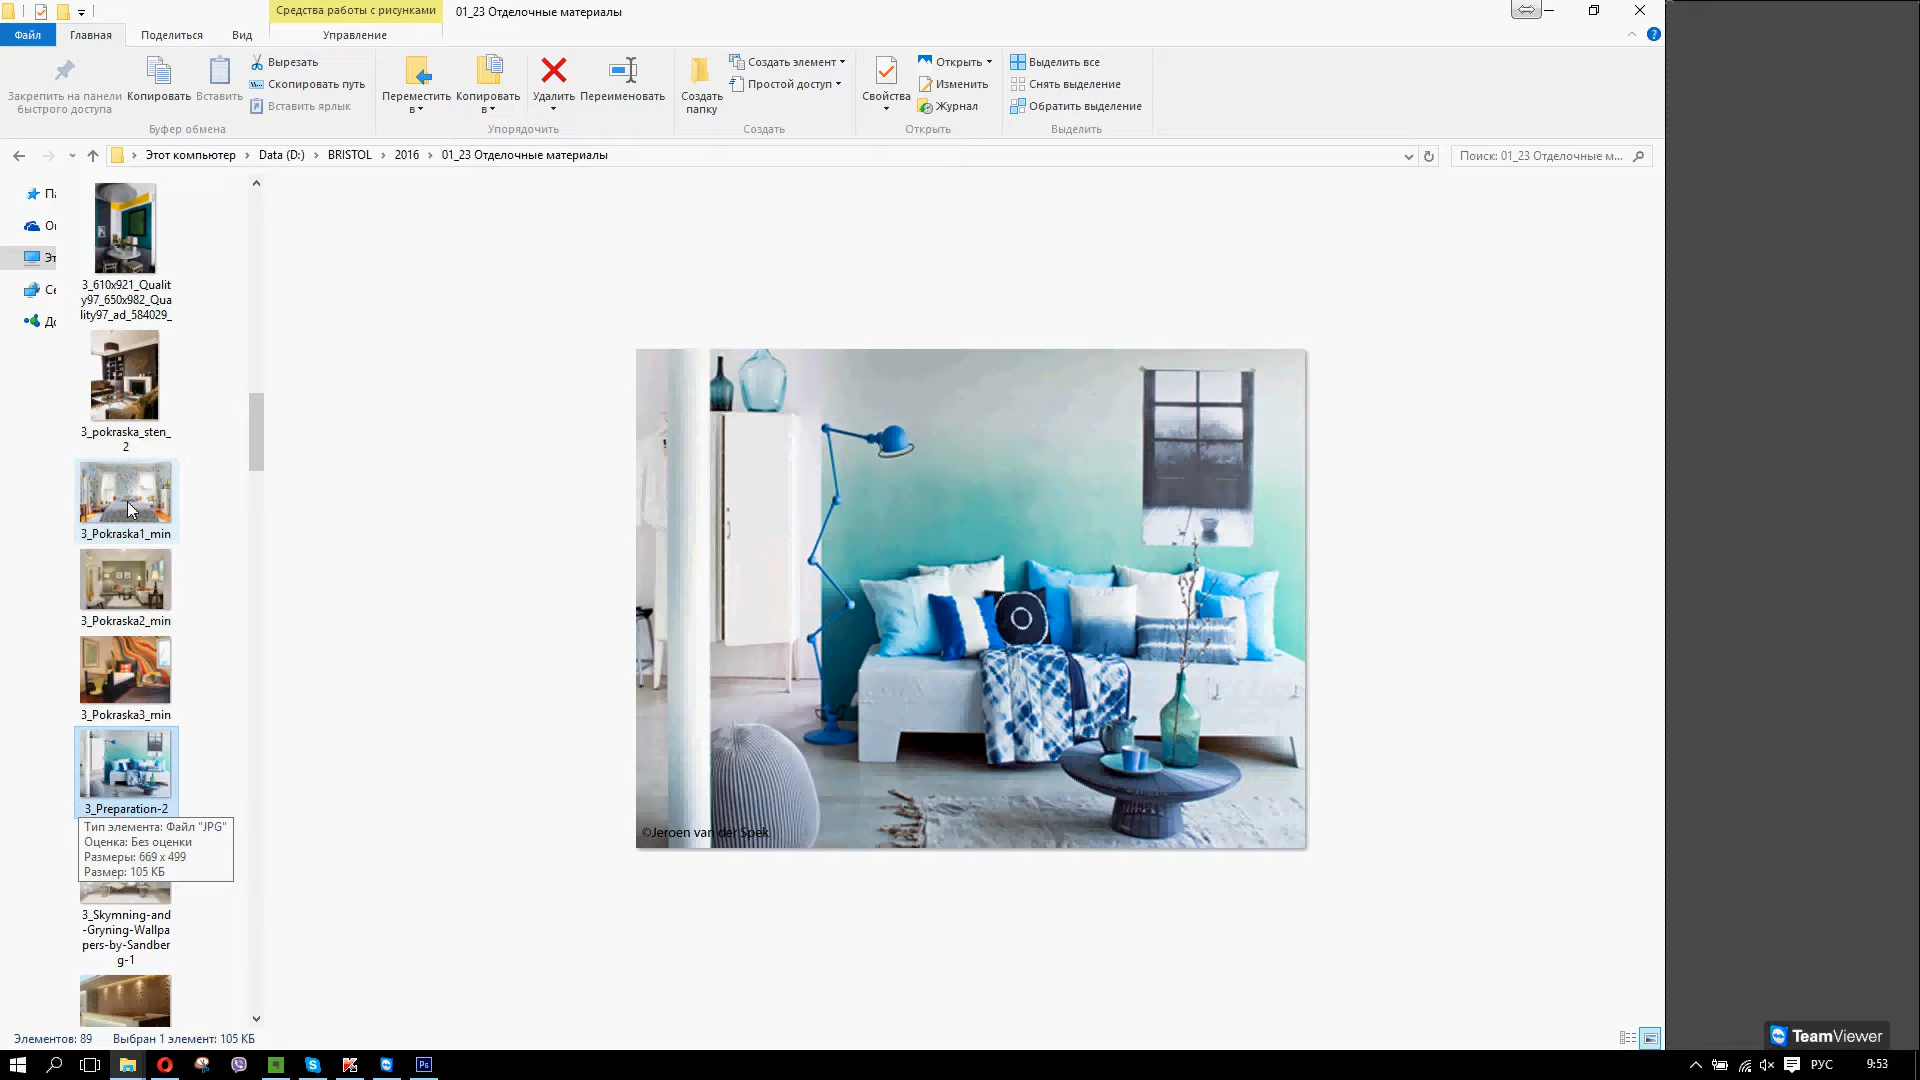 Средства работы с рисунками
01_23 Отделочные материалы
Файл
Главная
Поделиться
Вид
Управление
Закрепить на панели
быстрого доступа
Копировать
Вставить
Вырезать
Скопировать путь
Вставить ярлык
Буфер обмена
Переместить
в
Копировать
в
Удалить
Переименовать
Упорядочить
Создать
папку
Создать элемент
Простой доступ
Создать
Свойства
Открыть
Изменить
Журнал
Открыть
Выделить все
Снять выделение
Обратить выделение
Выделить
Этот компьютер
Data (D:)
BRISTOL
2016
01_23 Отделочные материалы
Поиск: 01_23 Отделочные м...
3_610x921_Qualit
y97_650x982_Qua
lity97_ad_584029_
3_pokraska_sten_
2
3_Pokraska1_min
3_Pokraska2_min
3_Pokraska3_min
3_Preparation-2
Тип элемента: Файл "JPG"
Оценка: Без оценки
Размеры: 669 x 499
Размер: 105 КБ
3_Skymning-and
-Gryning-Wallpa
pers-by-Sandber
g-1
©Jeroen van der Spek
Элементов: 89
Выбран 1 элемент: 105 КБ
TeamViewer
Ps
РУС
9:53